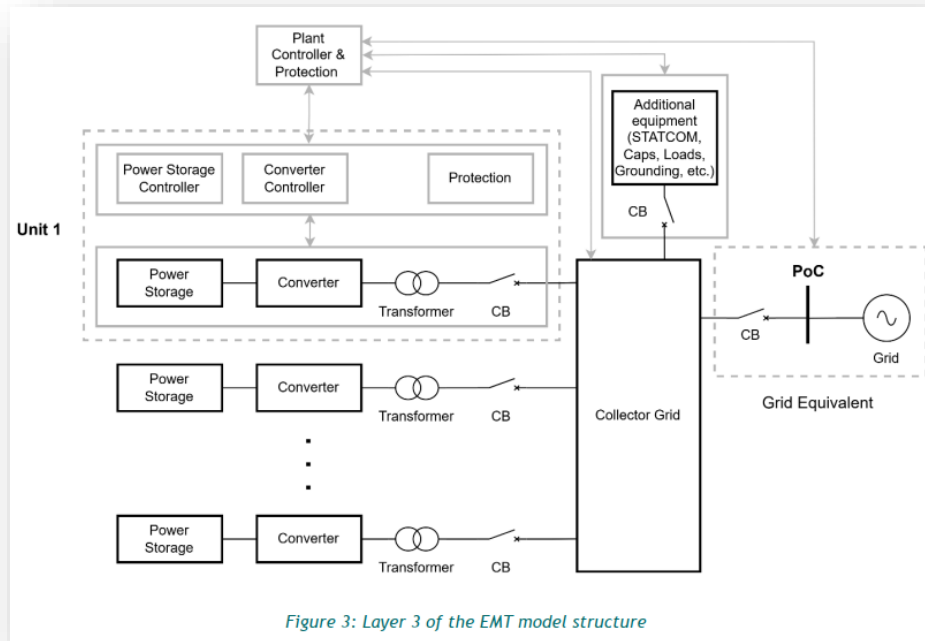 Plant
Controller &
Protection
Additional
equipment
(STATCOM,
Caps, Loads,
Grounding, etc.)
CB
Unit 1
Power Storage
Controller
Converter
Controller
Protection
Power
Storage
Converter
Transformer
CB
Power
Storage
Converter
Transformer
CB
Power
Storage
Converter
Transformer
CB
Collector Grid
PoC
CB
Grid
Grid Equivalent
Figure 3: Layer 3 of the EMT model structure